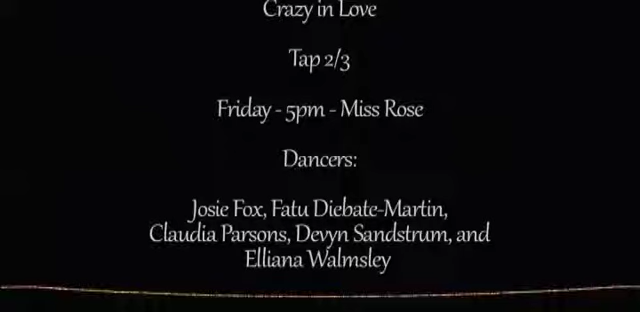 Crazy in Love
Tap 2/3
Friday - 5pm - Miss Rose
Dancers:
Josie Fox, Fatu Diebate-Martin,
Claudia Parsons, Devyn Sandstrum, and
Elliana Walmsley